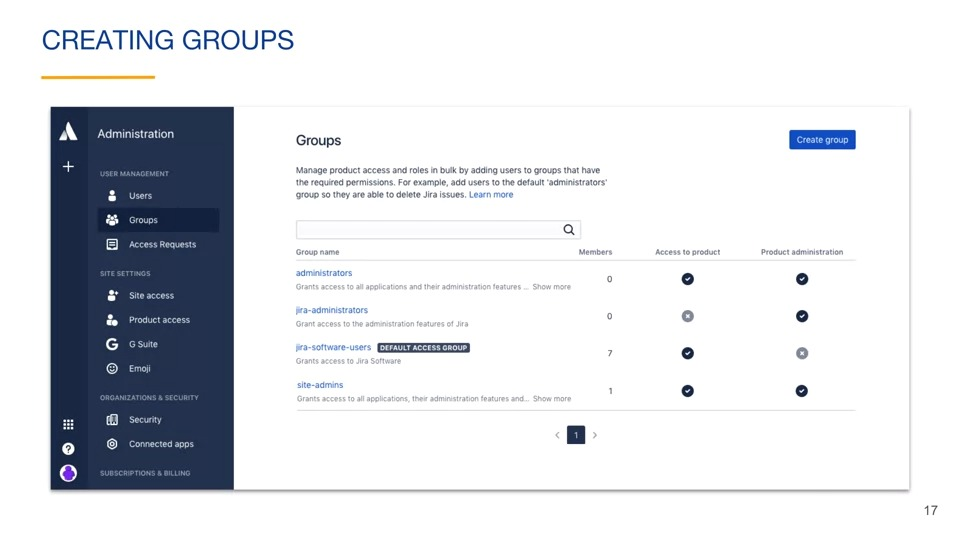 CREATING GROUPS
Administration
USER MANAGEMENT
Users
Groups
Access Requests
SITE SETTINGS
Site access
Product access
G Suite
Emoji
ORGANIZATIONS & SECURITY
Security
Connected apps
SUBSCRIPTIONS & BILLING
Groups
Create group
Manage product access and roles in bulk by adding users to groups that have
the required permissions. For example, add users to the default 'administrators'
group so they are able to delete Jira issues. Learn more
Group name Members Access to product Product administration
administrators
Grants access to all applications and their administration features ... Show more
0
jira-administrators
Grant access to the administration features of Jira
0
jira-software-users DEFAULT ACCESS GROUP
Grants access to Jira Software
7
site-admins
Grants access to all applications, their administration features and... Show more
1
1
17